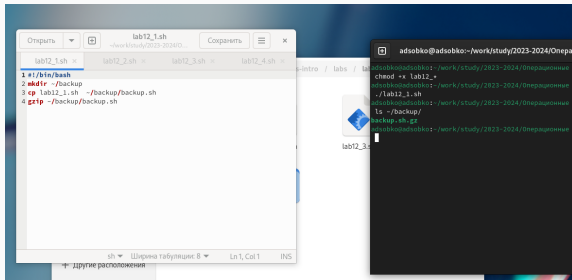 Открыть
lab12_1.sh
~/work/study/2023-2024/О...
Сохранить
lab12_1.sh × lab12_2.sh × lab12_3.sh × lab12_4.sh ×
1 #!/bin/bash
2 mkdir ~/backup
3 cp lab12_1.sh ~/backup/backup.sh
4 gzip ~/backup/backup.sh
sh Ширина табуляции: 8 Ln 1, Col 1 INS
Другие расположения
s-intro / labs / lab
lab12_3.s
adsobko@adsobko:~/work/study/2023-2024/Опера
adsobko@adsobko:~/work/study/2023-2024/Операционные
chmod +x lab12_*
adsobko@adsobko:~/work/study/2023-2024/Операционные
./lab12_1.sh
adsobko@adsobko:~/work/study/2023-2024/Операционные
ls ~/backup/
backup.sh.gz
adsobko@adsobko:~/work/study/2023-2024/Операционные